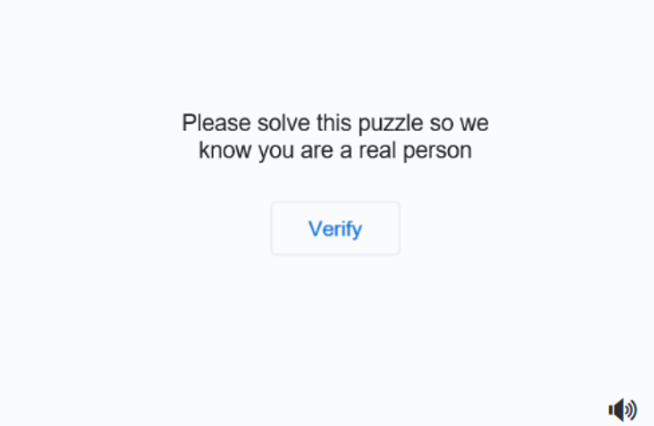 Please solve this puzzle so we
know you are a real person
Verify